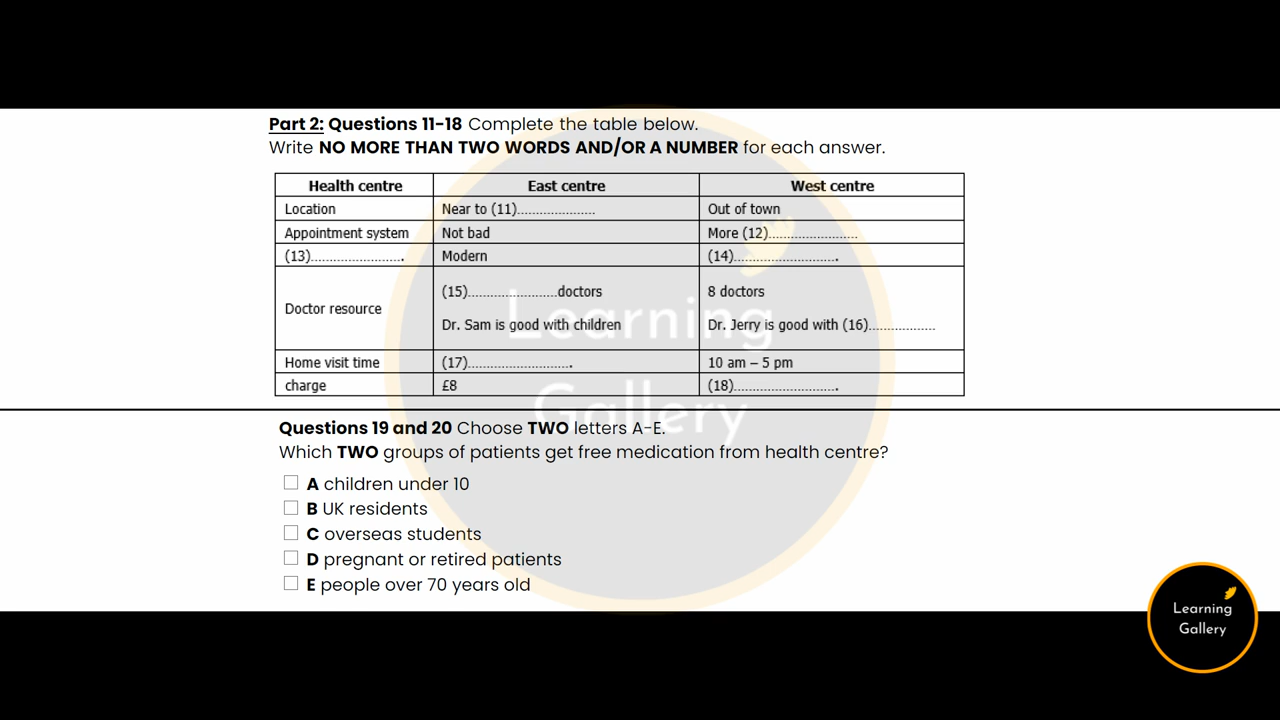 Part 2: Questions 11-18 Complete the table below.
Write NO MORE THAN TWO WORDS AND/OR A NUMBER for each answer.
Health centre East centre West centre
Location Near to (11)..................... Out of town
Appointment system Not bad More (12)........................
(13)......................... Modern (14)...........................
Doctor resource
(15)........................doctors 8 doctors
Dr. Sam is good with children Dr. Jerry is good with (16)..................
Home visit time (17)........................... 10 am – 5 pm
charge £8 (18)...........................
Learning
Gallery
Questions 19 and 20 Choose TWO letters A-E.
Which TWO groups of patients get free medication from health centre?
A children under 10
B UK residents
C overseas students
D pregnant or retired patients
E people over 70 years old
Learning
Gallery